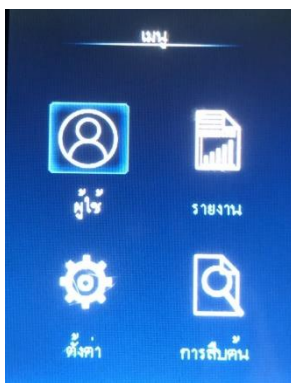 เมนู
ผู้ใช้
รายงาน
ตั้งค่า
การสืบค้น